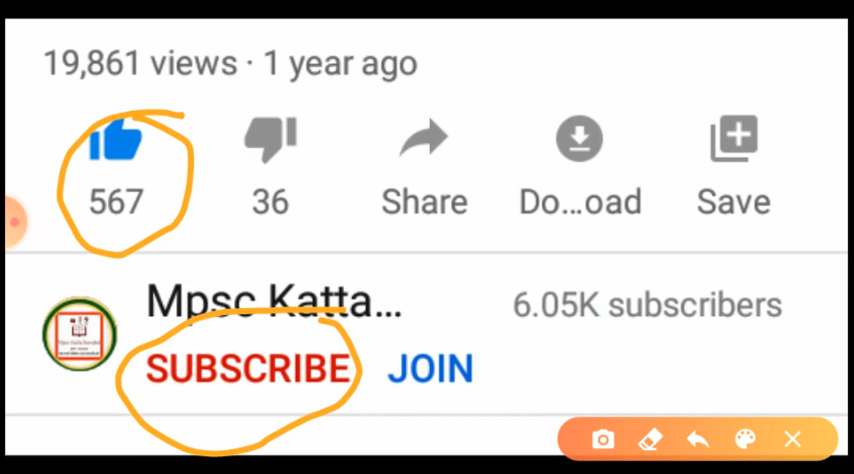 19,861 views · 1 year ago
567 36 Share Do...oad Save
Mpsc Katta... 6.05K subscribers
SUBSCRIBE JOIN